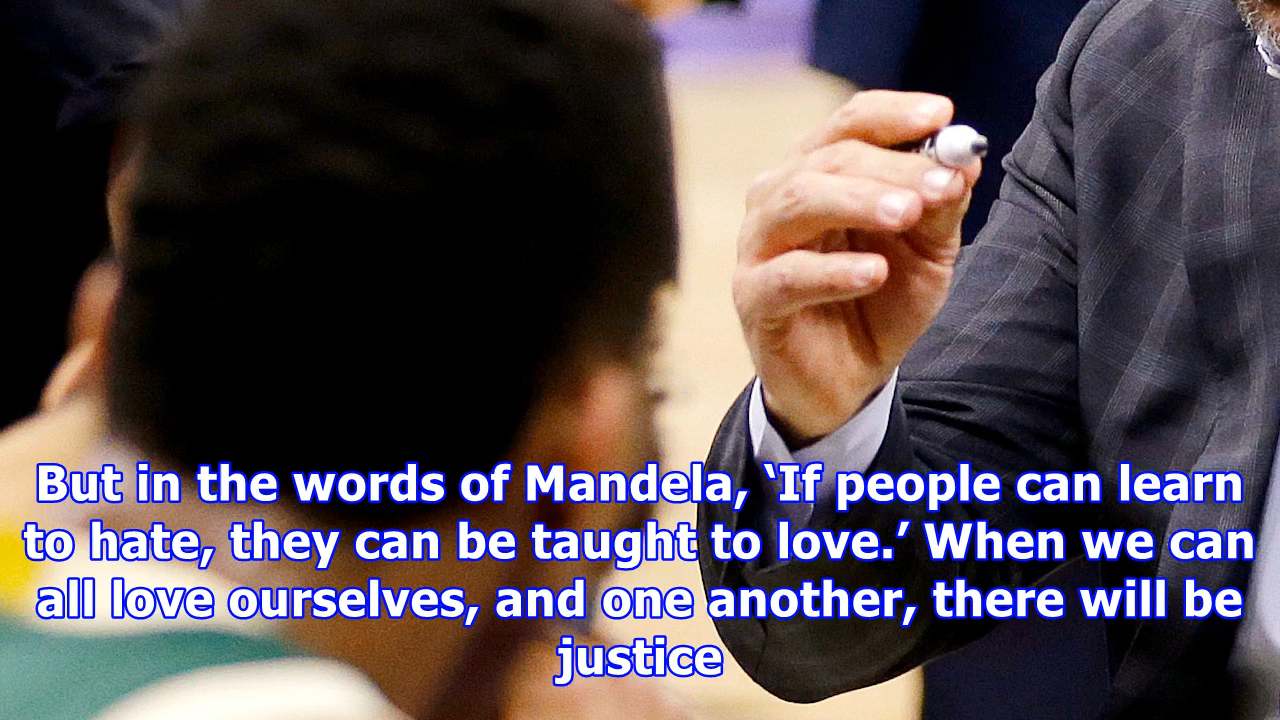 But in the words of Mandela, ‘If people can learn
to hate, they can be taught to love.’ When we can
all love ourselves, and one another, there will be
justice